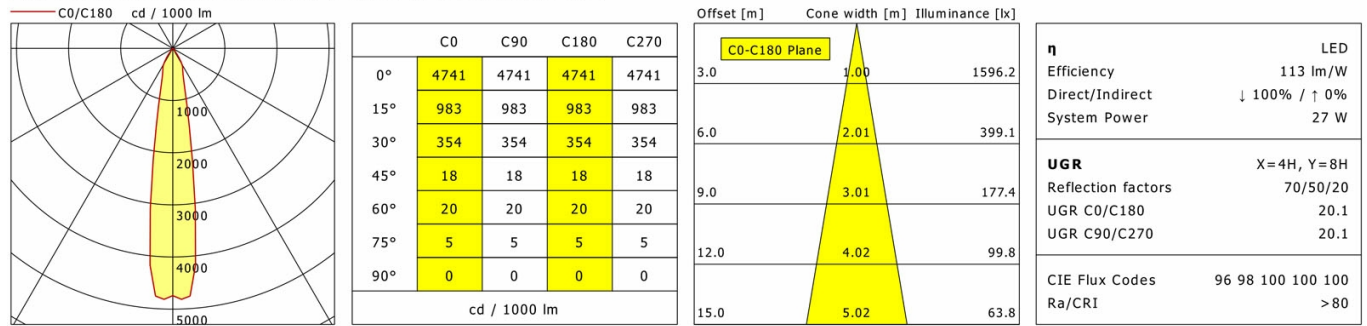 C0/C180 cd / 1000 lm
1000
2000
3000
4000
5000
C0 C90 C180 C270
0° 4741 4741 4741 4741
15° 983 983 983 983
30° 354 354 354 354
45° 18 18 18 18
60° 20 20 20 20
75° 5 5 5 5
90° 0 0 0 0
cd / 1000 lm
Offset [m] Cone width [m] Illuminance [lx]
C0-C180 Plane
3.0 1.00 1596.2
6.0 2.01 399.1
9.0 3.01 177.4
12.0 4.02 99.8
15.0 5.02 63.8
η LED
Efficiency 113 lm/W
Direct/Indirect ↓ 100% / ↑ 0%
System Power 27 W
UGR X=4H, Y=8H
Reflection factors 70/50/20
UGR C0/C180 20.1
UGR C90/C270 20.1
CIE Flux Codes 96 98 100 100 100
Ra/CRI >80